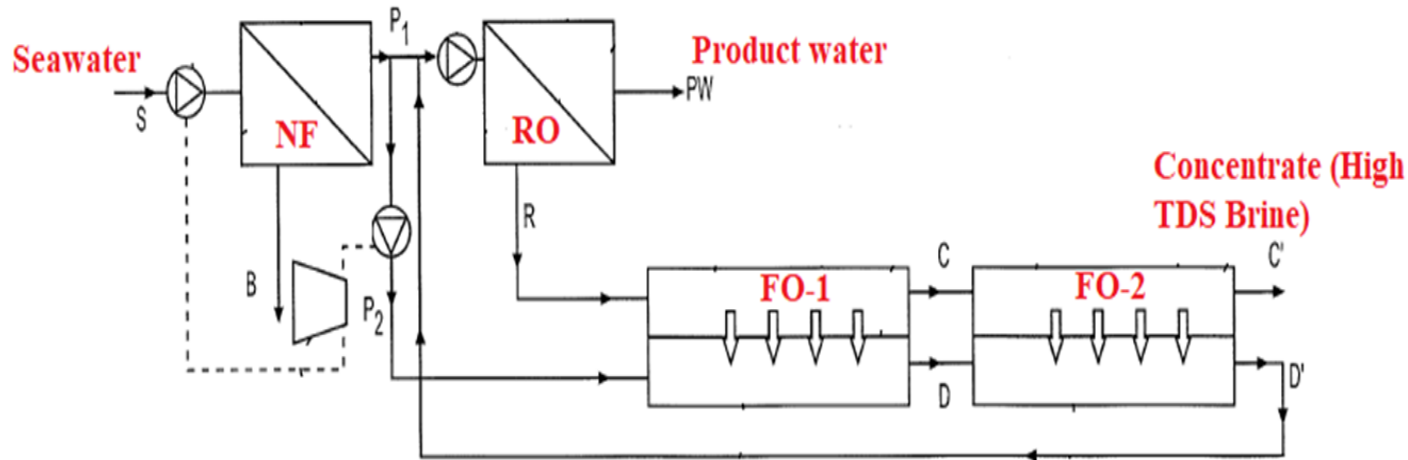 Seawater
S
NF
B
P1
P2
RO
R
Product water
PW
FO-1
C
D
FO-2
Concentrate (High
TDS Brine)
C'
D'